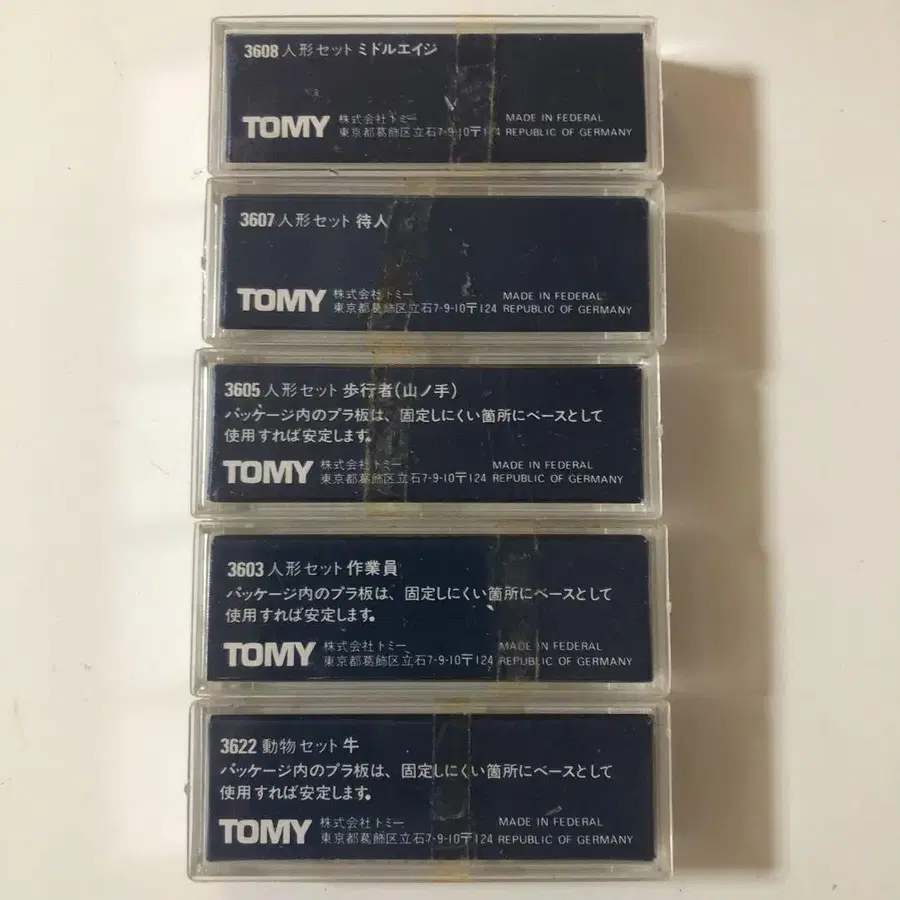 3608 人形セット ミドルエイジ
TOMY 株式会社トミー MADE IN FEDERAL
東京都葛飾区立石7-9-10〒124 REPUBLIC OF GERMANY
3607 人形セット 待人
TOMY 株式会社トミー MADE IN FEDERAL
東京都葛飾区立石7-9-10〒124 REPUBLIC OF GERMANY
3605 人形セット 歩行者(山ノ手)
パッケージ内のプラ板は、固定しにくい箇所にベースとして
使用すれば安定します。
TOMY 株式会社トミー MADE IN FEDERAL
東京都葛飾区立石7-9-10〒124 REPUBLIC OF GERMANY
3603 人形セット 作業員
パッケージ内のプラ板は、固定しにくい箇所にベースとして
使用すれば安定します。
TOMY 株式会社トミー MADE IN FEDERAL
東京都葛飾区立石7-9-10〒124 REPUBLIC OF GERMANY
3622 動物セット 牛
パッケージ内のプラ板は、固定しにくい箇所にベースとして
使用すれば安定します。
TOMY 株式会社トミー MADE IN FEDERAL
東京都葛飾区立石7-9-10〒124 REPUBLIC OF GERMANY